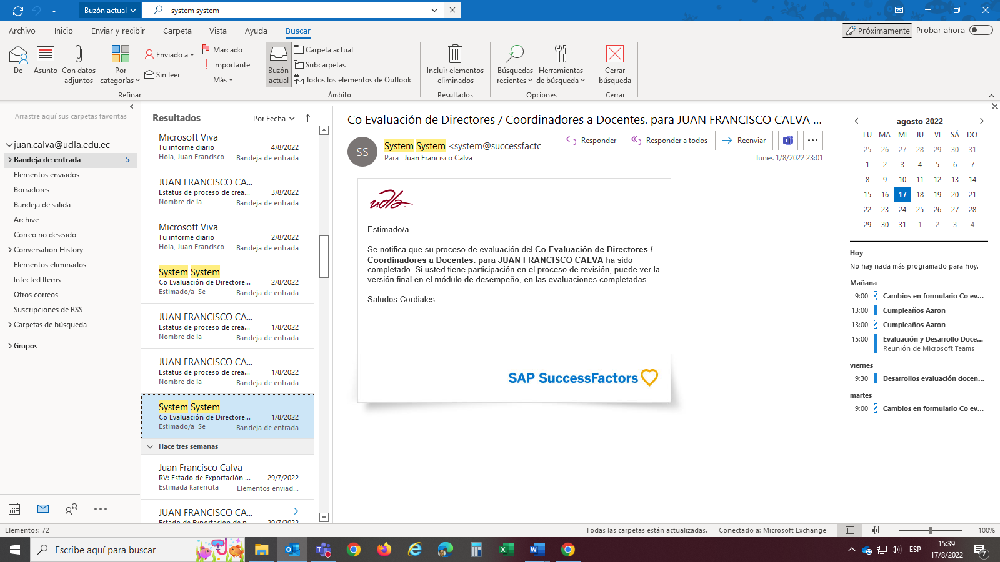 Buzón actual
system system
Archivo
Inicio
Enviar y recibir
Carpeta
Vista
Ayuda
Buscar
Próximamente
Probar ahora
De
Asunto
Con datos
adjuntos
Por
categorías
Enviado a
Sin leer
Marcado
Importante
Más
Refinar
Buzón
actual
Carpeta actual
Subcarpetas
Todos los elementos de Outlook
Ámbito
Incluir elementos
eliminados
Resultados
Búsquedas
recientes
Herramientas
de búsqueda
Opciones
Cerrar
búsqueda
Cerrar
Arrastre aquí sus carpetas favoritas
juan.calva@udla.edu.ec
Bandeja de entrada 5
Elementos enviados
Borradores
Bandeja de salida
Archive
Correo no deseado
Conversation History
Elementos eliminados
Infected Items
Otros correos
Suscripciones de RSS
Carpetas de búsqueda
Grupos
Resultados
Por Fecha
Microsoft Viva
Tu informe diario 4/8/2022
Hola, Juan Francisco Bandeja de entrada
JUAN FRANCISCO CA...
Estatus de proceso de crea... 3/8/2022
Nombre de la Bandeja de entrada
Microsoft Viva
Tu informe diario 2/8/2022
Hola, Juan Francisco Bandeja de entrada
System System
Co Evaluación de Directore... 2/8/2022
Estimado/a Se Bandeja de entrada
JUAN FRANCISCO CA...
Estatus de proceso de crea... 1/8/2022
Nombre de la Bandeja de entrada
JUAN FRANCISCO CA...
Estatus de proceso de crea... 1/8/2022
Nombre de la Bandeja de entrada
System System
Co Evaluación de Directore... 1/8/2022
Estimado/a Se Bandeja de entrada
Hace tres semanas
Juan Francisco Calva
RV: Estado de Exportación ... 29/7/2022
Estimada Karencita Elementos enviad...
JUAN FRANCISCO CA...
Estado de Exportación de n... 29/7/2022
Co Evaluación de Directores / Coordinadores a Docentes. para JUAN FRANCISCO CALVA ...
SS
System System <system@successfactc
Para Juan Francisco Calva
Responder
Responder a todos
Reenviar
lunes 1/8/2022 23:01
udla
Estimado/a
Se notifica que su proceso de evaluación del Co Evaluación de Directores /
Coordinadores a Docentes. para JUAN FRANCISCO CALVA ha sido
completado. Si usted tiene participación en el proceso de revisión, puede ver la
versión final en el módulo de desempeño, en las evaluaciones completadas.
Saludos Cordiales.
SAP SuccessFactors
agosto 2022
LU MA MI JU VI SÁ DO
25 26 27 28 29 30 31
1 2 3 4 5 6 7
8 9 10 11 12 13 14
15 16 17 18 19 20 21
22 23 24 25 26 27 28
29 30 31 1 2 3 4
Hoy
No hay nada más programado para hoy.
Mañana
9:00 Cambios en formulario Co ev...
13:00 Cumpleaños Aaron
13:00 Cumpleaños Aaron
15:00 Evaluación y Desarrollo Doce...
Reunión de Microsoft Teams
viernes
9:30 Desarrollos evaluación docen...
martes
9:00 Cambios en formulario Co ev...
Elementos: 72
Todas las carpetas están actualizadas.
Conectado a: Microsoft Exchange
100%
Escribe aquí para buscar
ESP
15:39
17/8/2022
7